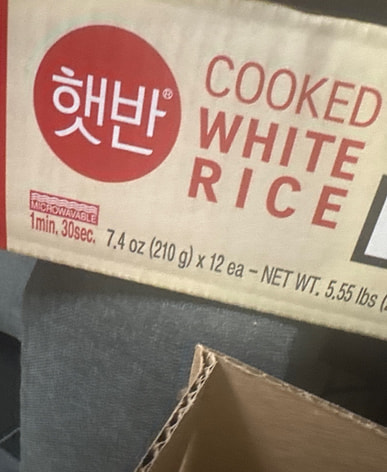 햇반®
COOKED
WHITE
RICE
MICROWAVABLE
1min. 30sec.
7.4 oz (210 g) x 12 ea – NET WT. 5.55 lbs (